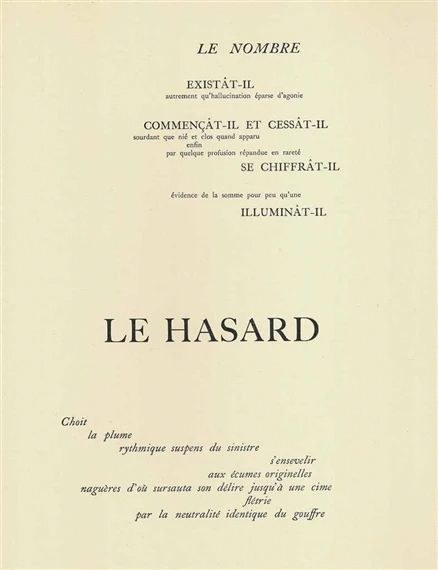 LE NOMBRE
EXISTÂT-IL
autrement qu'hallucination éparse d'agonie
COMMENÇÂT-IL ET CESSÂT-IL
sourdant que nié et clos quand apparu
enfin
par quelque profusion répandue en rareté
SE CHIFFRÂT-IL
évidence de la somme pour peu qu'une
ILLUMINÂT-IL
LE HASARD
Choit
la plume
rythmique suspens du sinistre
s'ensevelir
aux écumes originelles
naguères d'où sursauta son délire jusqu'à une cime
flétrie
par la neutralité identique du gouffre